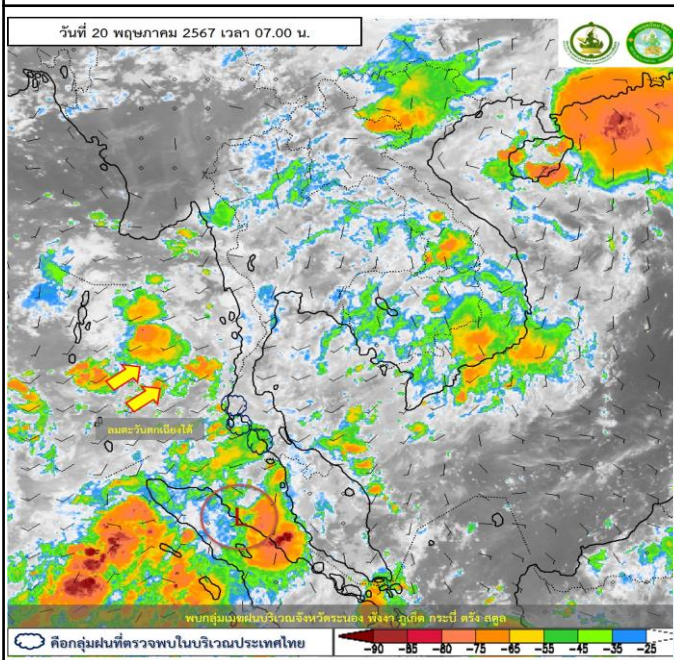 วันที่ 20 พฤษภาคม 2567 เวลา 07.00 น.
ลมตะวันตกเฉียงใต้
L
พบกลุ่มเมฆฝนบริเวณจังหวัดระนอง พังงา ภูเก็ต กระบี่ ตรัง สตูล
คือกลุ่มฝนที่ตรวจพบในบริเวณประเทศไทย
-90 -85 -80 -75 -65 -55 -45 -35 -25